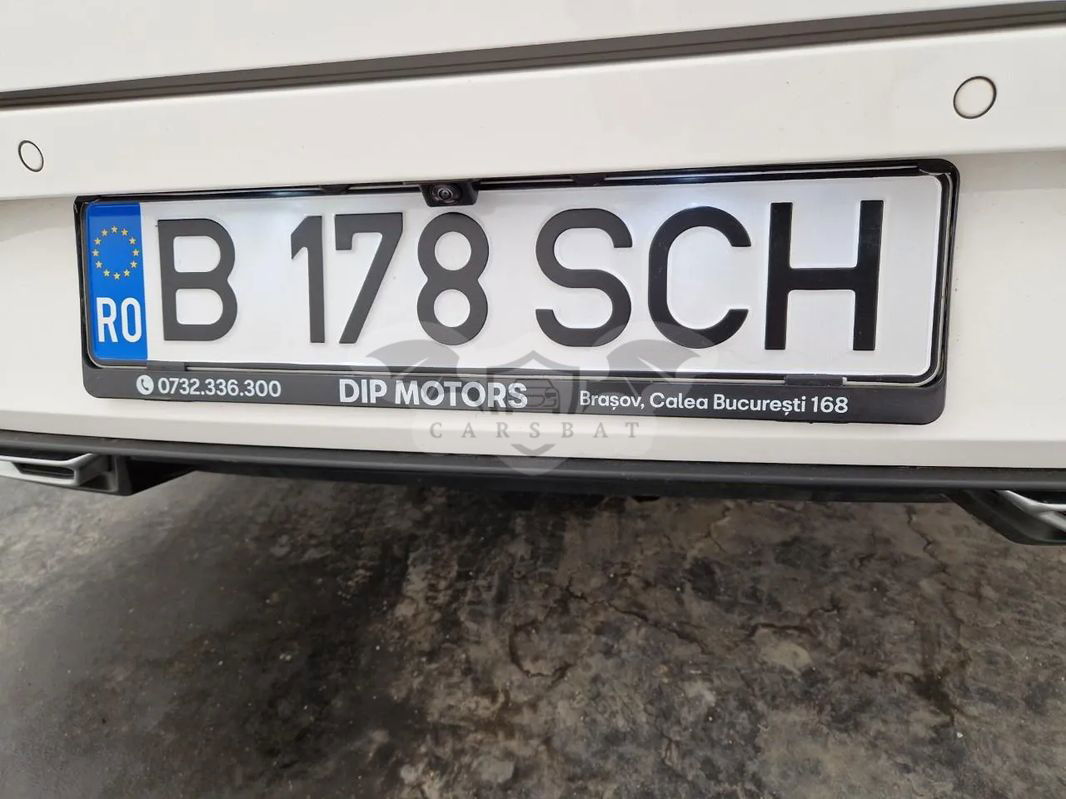 RO B 178 SCH
0732.336.300 DIP MOTORS Brașov, Calea București 168
CARSBAT